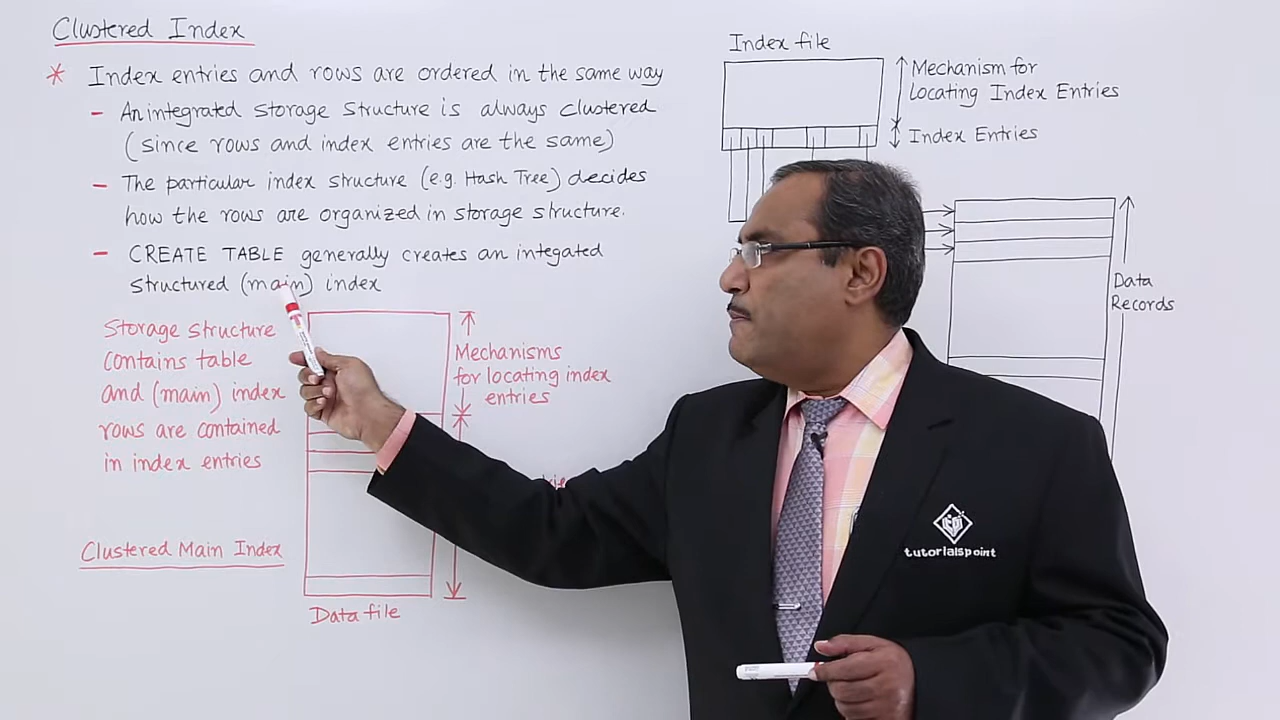 Clustered Index
* Index entries and rows are ordered in the same way
- An integrated storage structure is always clustered
(since rows and index entries are the same)
- The particular index structure (e.g. Hash Tree) decides
how the rows are organized in storage structure.
- CREATE TABLE generally creates an integated
structured (main) index
Storage structure
contains table
and (main) index
rows are contained
in index entries
Clustered Main Index
Mechanisms
for locating index
entries
Data file
Index file
Mechanism for
Locating Index Entries
Index Entries
Data
Records
tutorialspoint